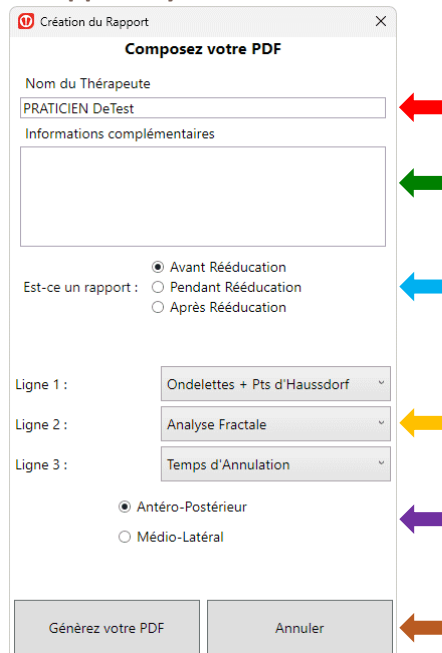 Création du Rapport
Composez votre PDF
Nom du Thérapeute
PRATICIEN DeTest
Informations complémentaires
Avant Rééducation
Est-ce un rapport : Pendant Rééducation
Après Rééducation
Ligne 1 : Ondelettes + Pts d'Haussdorf
Ligne 2 : Analyse Fractale
Ligne 3 : Temps d'Annulation
Antéro-Postérieur
Médio-Latéral
Génèrez votre PDF Annuler